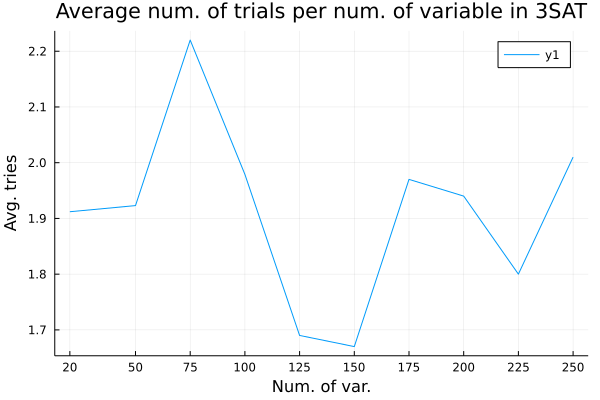 Average num. of trials per num. of variable in 3SAT
y1
2.2
2.1
2.0
1.9
1.8
1.7
Avg. tries
20 50 75 100 125 150 175 200 225 250
Num. of var.